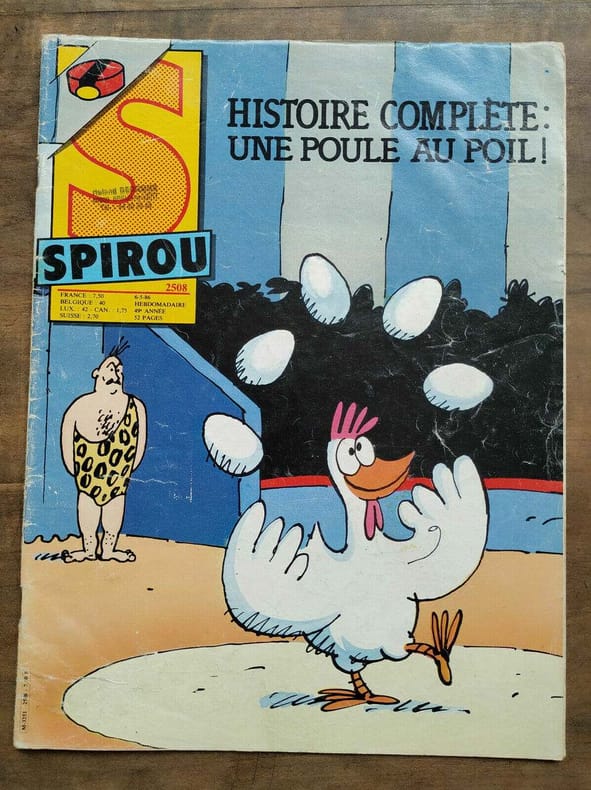 S
HISTOIRE COMPLÈTE:
UNE POULE AU POIL!
SPIROU
2508
FRANCE : 7,50
BELGIQUE : 40
LUX. : 42 - CAN. : 1,75
SUISSE : 2,70
6-5-86
HEBDOMADAIRE
49e ANNÉE
52 PAGES